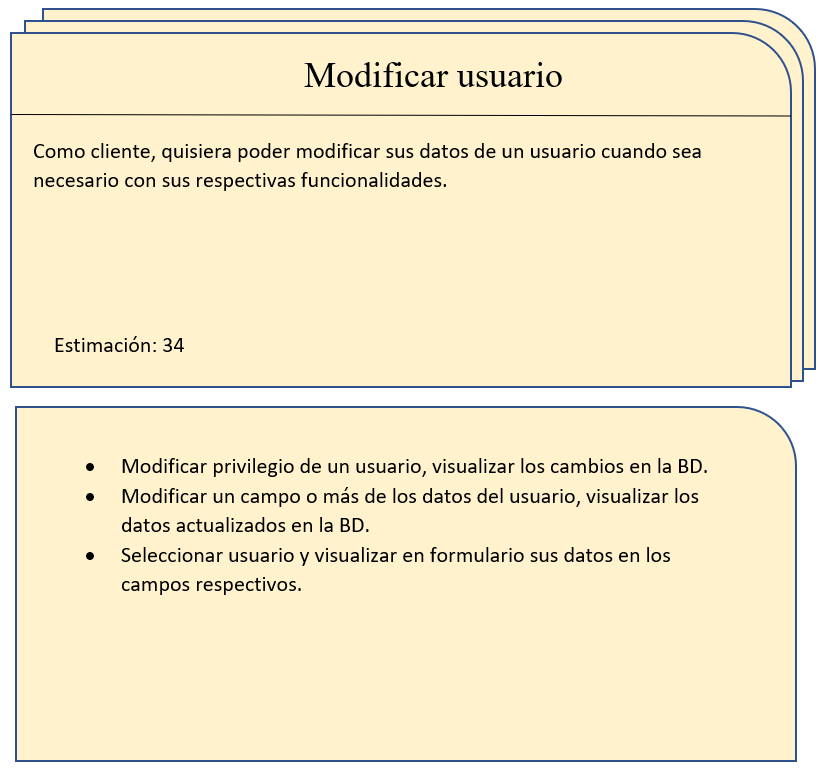 Modificar usuario
Como cliente, quisiera poder modificar sus datos de un usuario cuando sea
necesario con sus respectivas funcionalidades.
Estimación: 34
• Modificar privilegio de un usuario, visualizar los cambios en la BD.
• Modificar un campo o más de los datos del usuario, visualizar los
datos actualizados en la BD.
• Seleccionar usuario y visualizar en formulario sus datos en los
campos respectivos.